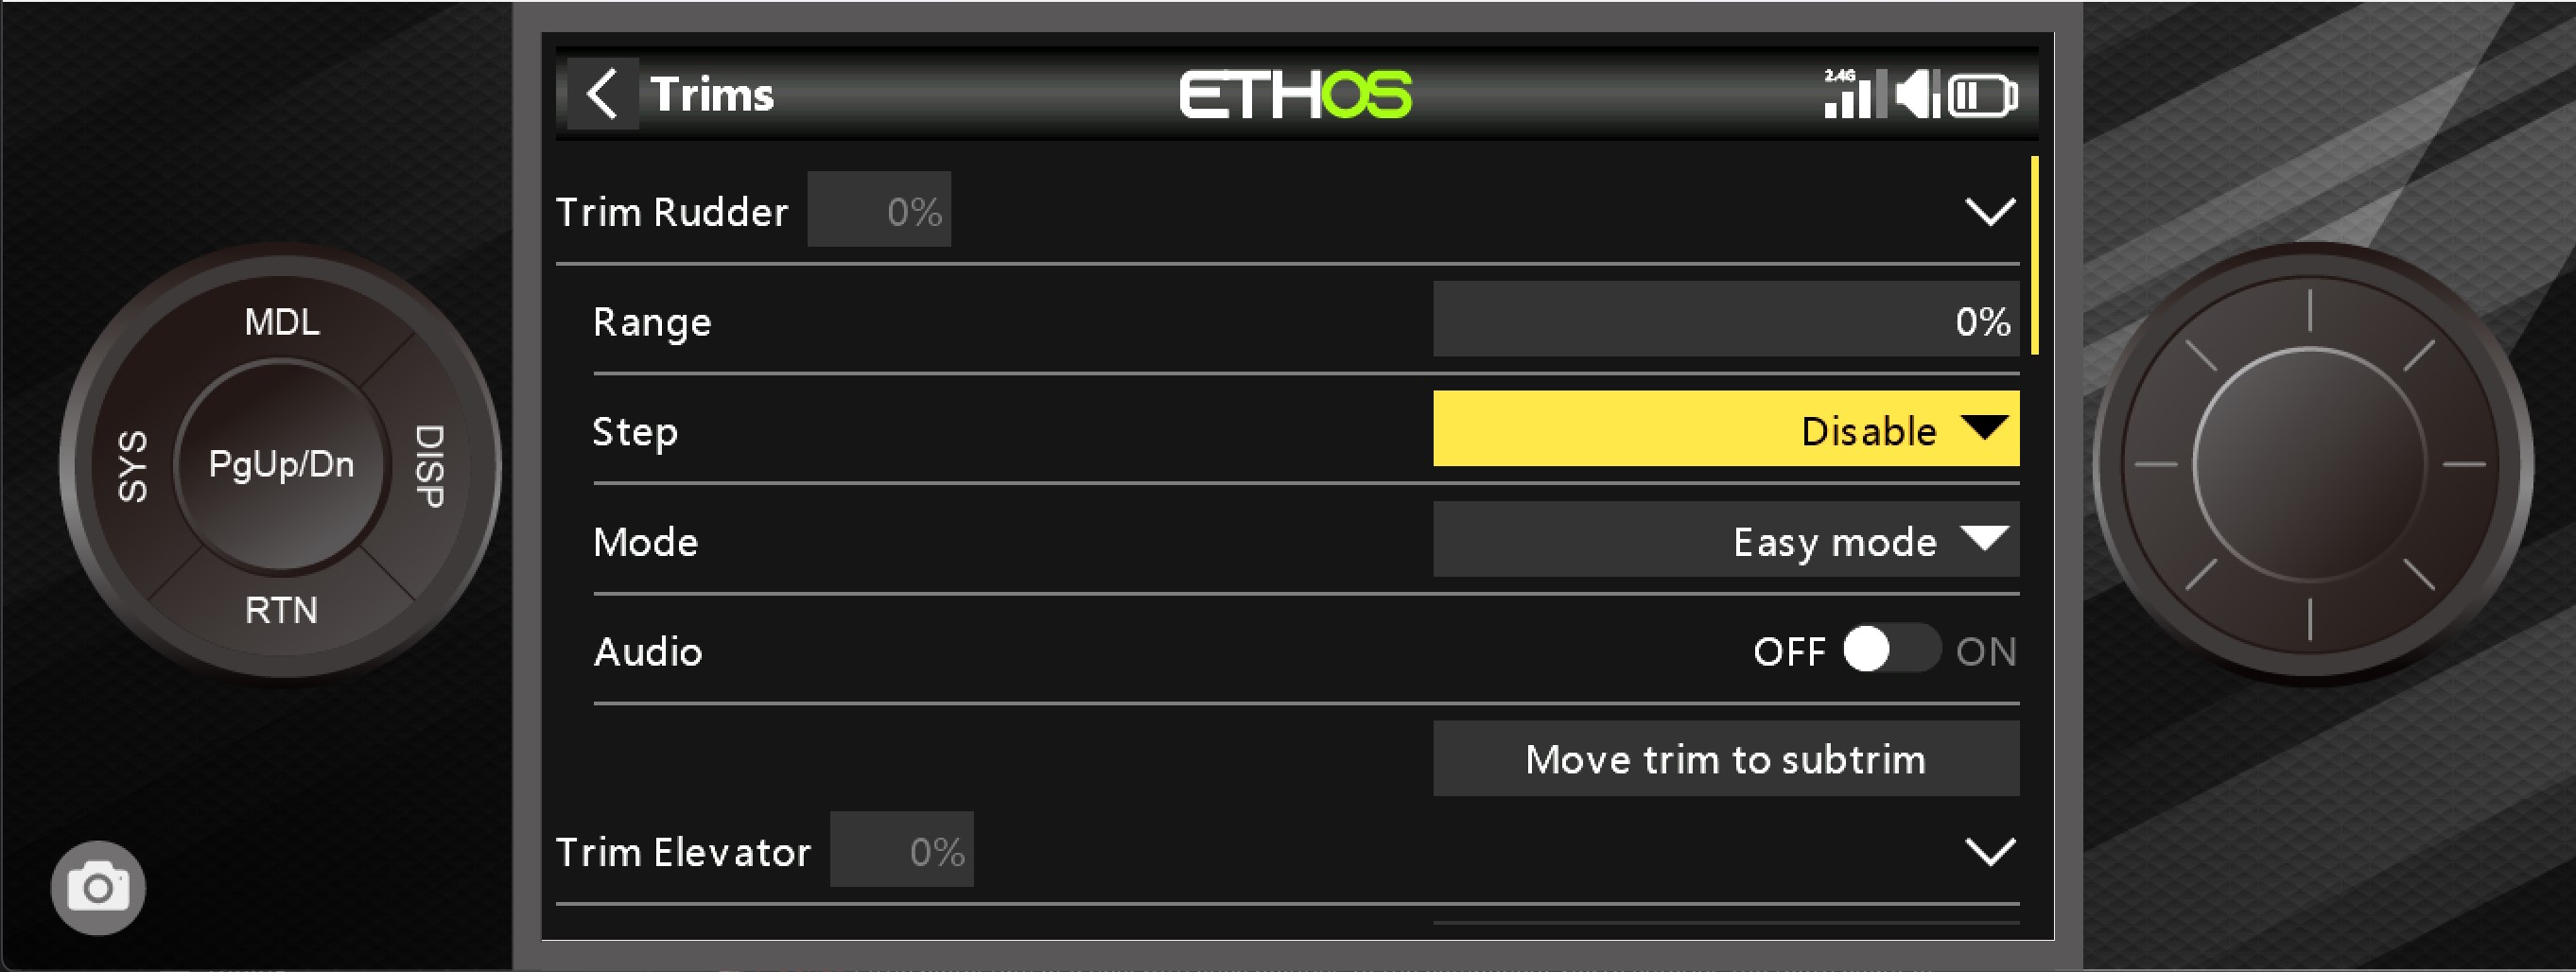 Trims
ETHOS
2.4G
Trim Rudder 0%
Range 0%
Step Disable
Mode Easy mode
Audio OFF ON
Move trim to subtrim
Trim Elevator 0%
MDL
SYS
PgUp/Dn
DISP
RTN